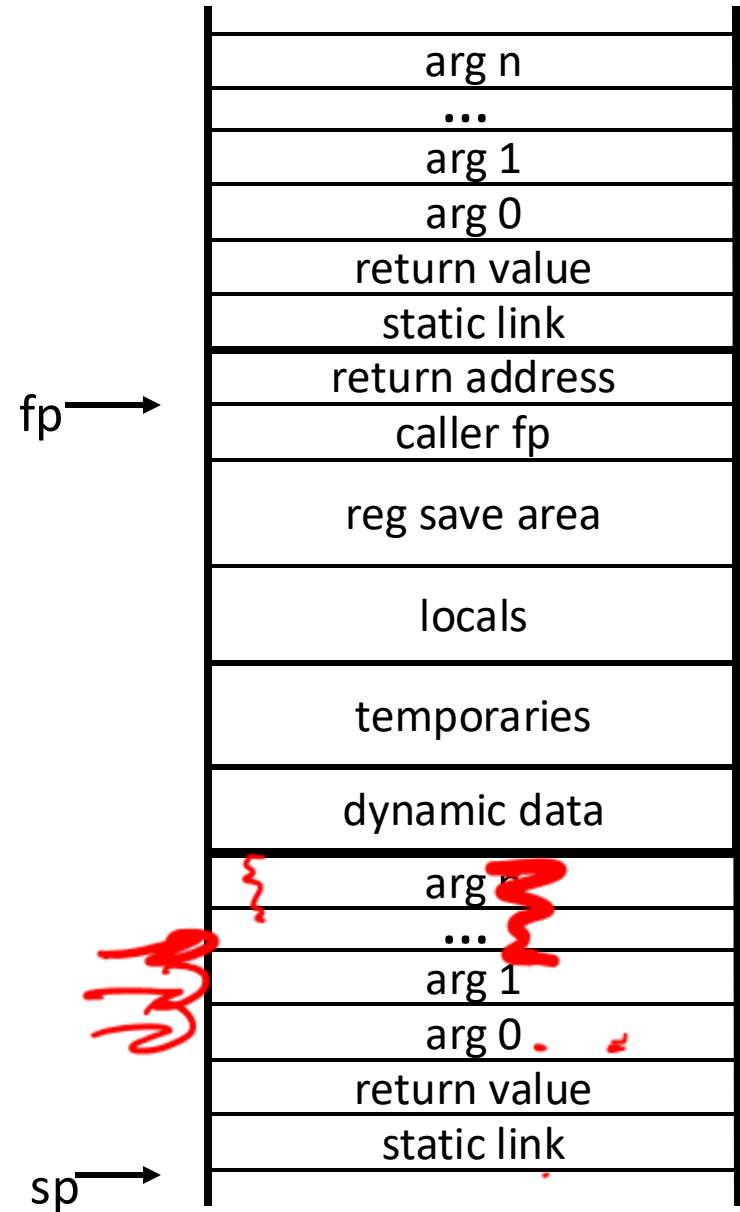 arg n
...
arg 1
arg 0
return value
static link
return address
fp
caller fp
reg save area
locals
temporaries
dynamic data
arg
...
arg 1
arg 0
return value
static link
sp